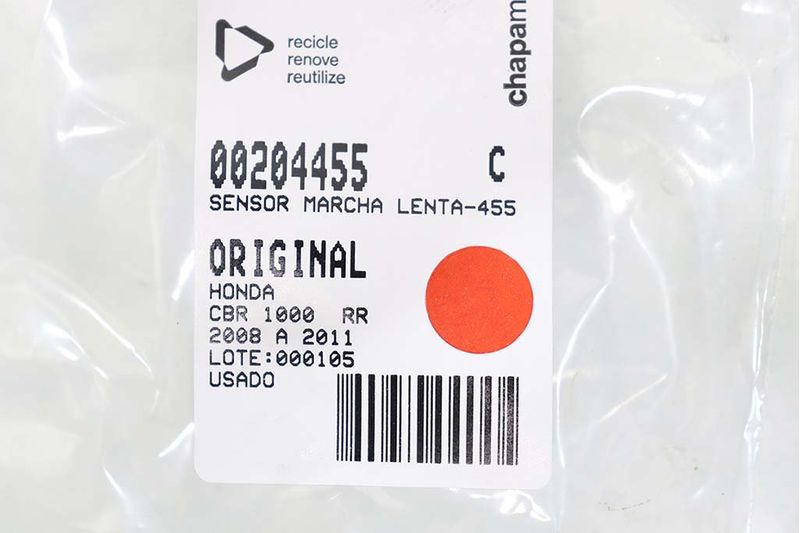 recicle
renove
reutilize
chapam
00204455 C
SENSOR MARCHA LENTA-455
ORIGINAL
HONDA
CBR 1000 RR
2008 A 2011
LOTE:000105
USADO